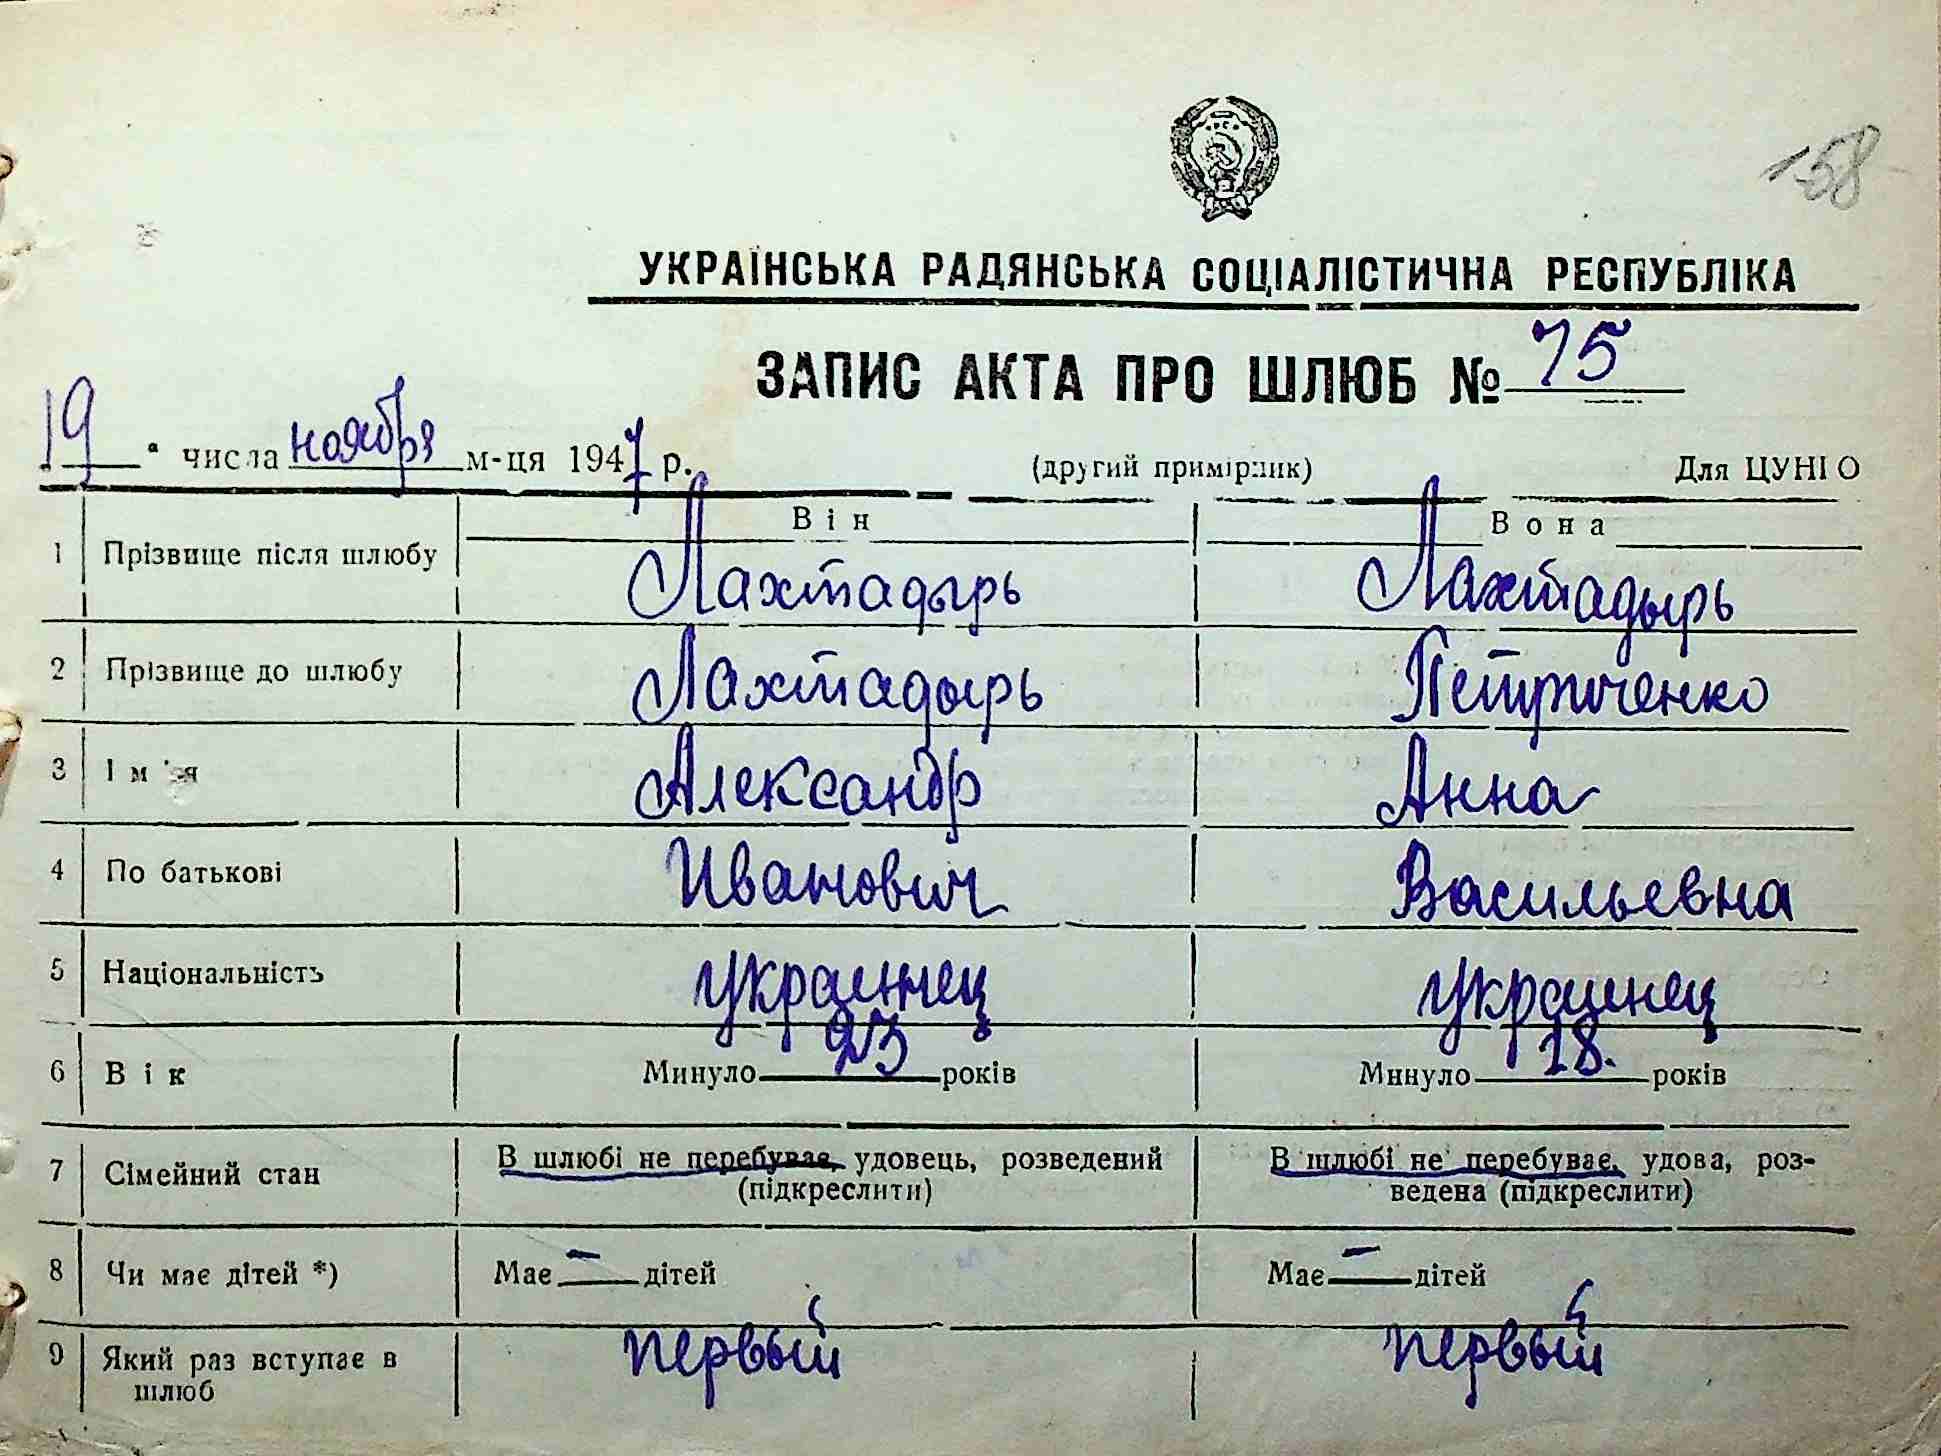 158
УКРАЇНСЬКА РАДЯНСЬКА СОЦІАЛІСТИЧНА РЕСПУБЛІКА
ЗАПИС АКТА ПРО ШЛЮБ № 75
19 " числа ноября м-ця 1947 р. (другий примірник) Для ЦУНГО
Він Вона
1 Прізвище після шлюбу Лахтадырь Лахтадырь
2 Прізвище до шлюбу Лахтадырь
3 Ім'я Александр Анна
4 По батькові Иванович Васильевна
5 Національність украинец украинец
6 Вік Минуло 23 років Минуло 18. років
7 Сімейний стан В шлюбі не перебуває, удовець, розведений В шлюбі не перебуває, удова, роз-
(підкреслити) ведена (підкреслити)
8 Чи має дітей *) Має — дітей Має — дітей
9 Який раз вступає в первый первый
шлюб